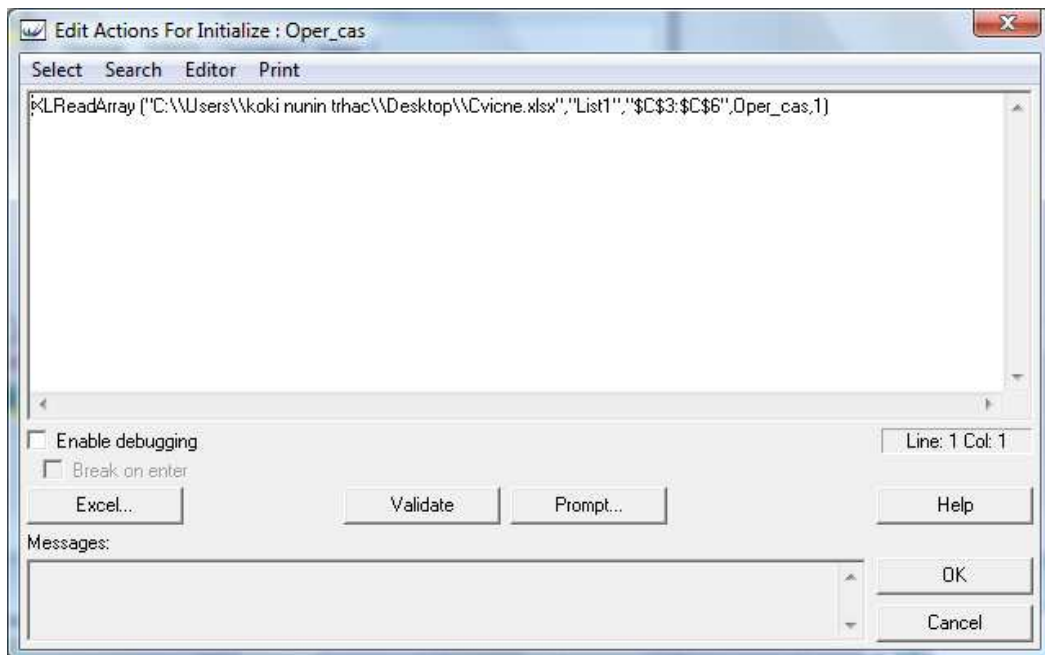 Edit Actions For Initialize : Oper_cas
X
Select Search Editor Print
XLReadArray ("C:\\Users\\koki nunin trhac\\Desktop\\Cvicne.xlsx","List1","$C$3:$C$6",Oper_cas,1)
Enable debugging
Line: 1 Col: 1
Break on enter
Excel... Validate Prompt... Help
Messages:
OK
Cancel